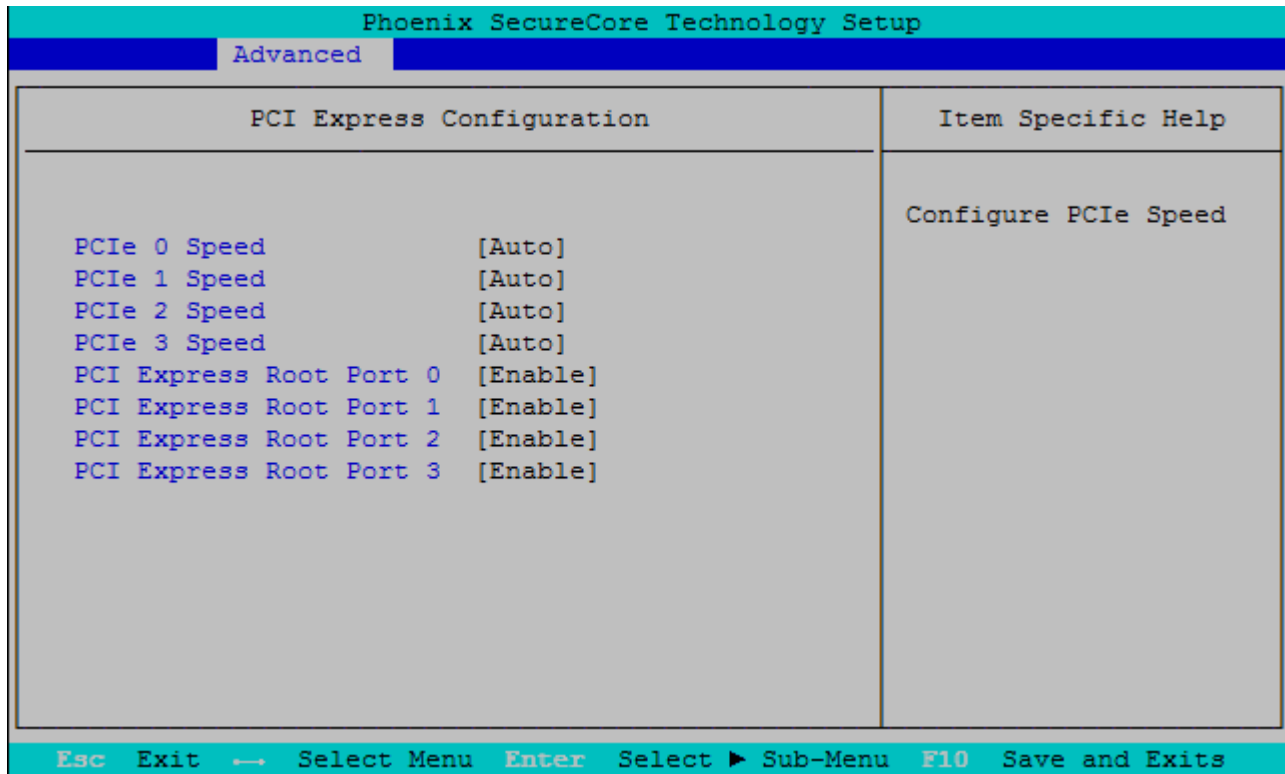 Phoenix SecureCore Technology Setup
Advanced
PCI Express Configuration
Item Specific Help
Configure PCIe Speed
PCIe 0 Speed [Auto]
PCIe 1 Speed [Auto]
PCIe 2 Speed [Auto]
PCIe 3 Speed [Auto]
PCI Express Root Port 0 [Enable]
PCI Express Root Port 1 [Enable]
PCI Express Root Port 2 [Enable]
PCI Express Root Port 3 [Enable]
Esc Exit ←→ Select Menu Enter Select ▶ Sub-Menu F10 Save and Exits